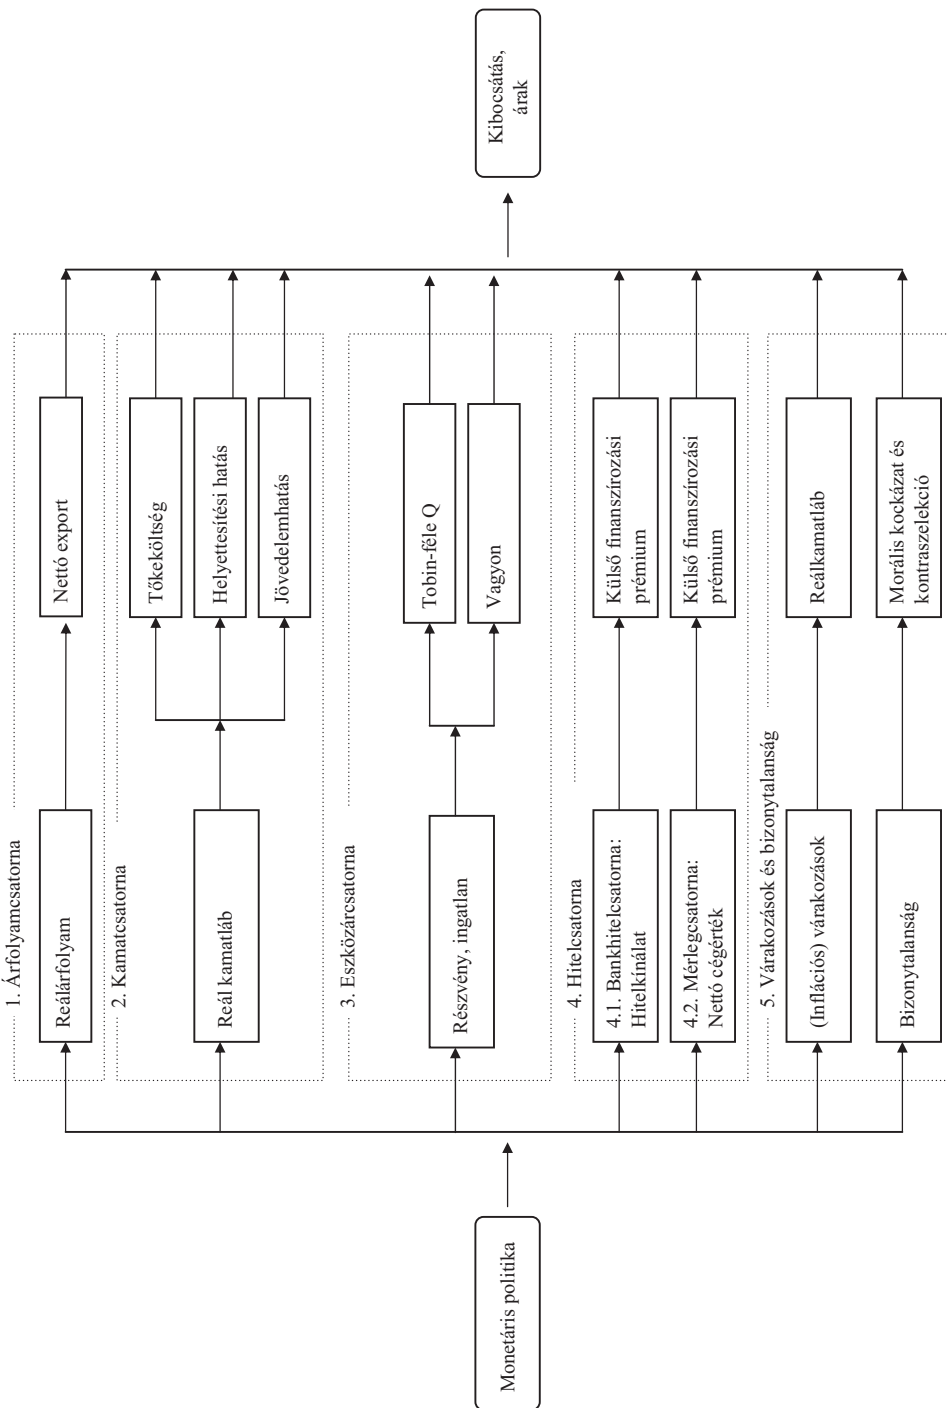 Monetáris politika
1. Árfolyamcsatorna
Reálárfolyam
Nettó export
2. Kamatcsatorna
Reál kamatláb
Tőkeköltség
Helyettesítési hatás
Jövedelemhatás
3. Eszközárcsatorna
Részvény, ingatlan
Tobin-féle Q
Vagyon
4. Hitelcsatorna
4.1. Bankhitelcsatorna:
Hitelkínálat
Külső finanszírozási
prémium
4.2. Mérlegcsatorna:
Nettó cégérték
Külső finanszírozási
prémium
5. Várakozások és bizonytalanság
(Inflációs) várakozások
Reálkamatláb
Bizonytalanság
Morális kockázat és
kontraszelekció
Kibocsátás,
árak